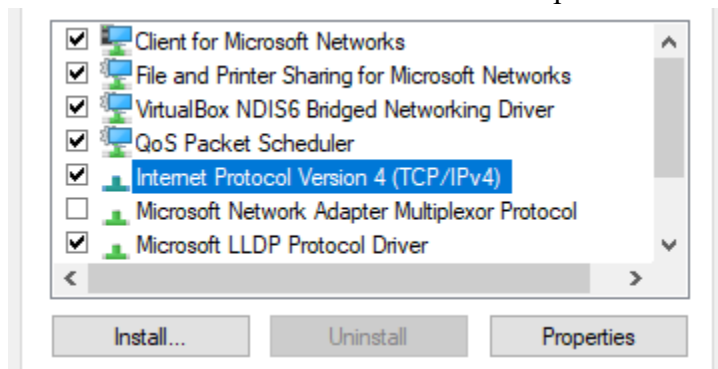 Client for Microsoft Networks
File and Printer Sharing for Microsoft Networks
VirtualBox NDIS6 Bridged Networking Driver
QoS Packet Scheduler
Internet Protocol Version 4 (TCP/IPv4)
Microsoft Network Adapter Multiplexor Protocol
Microsoft LLDP Protocol Driver
Install... Uninstall Properties